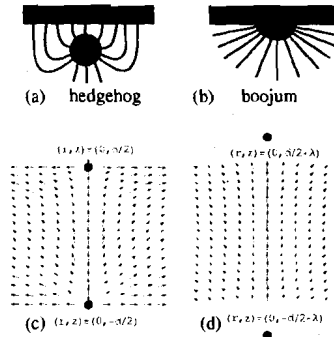 (a) hedgehog
(b) boojum
(r,z)=(0,d/2)
(r,z)=(0,d/2+λ)
(c) (r,z)=(0,-d/2)
(d) (r,z)=(0,-d/2-λ)